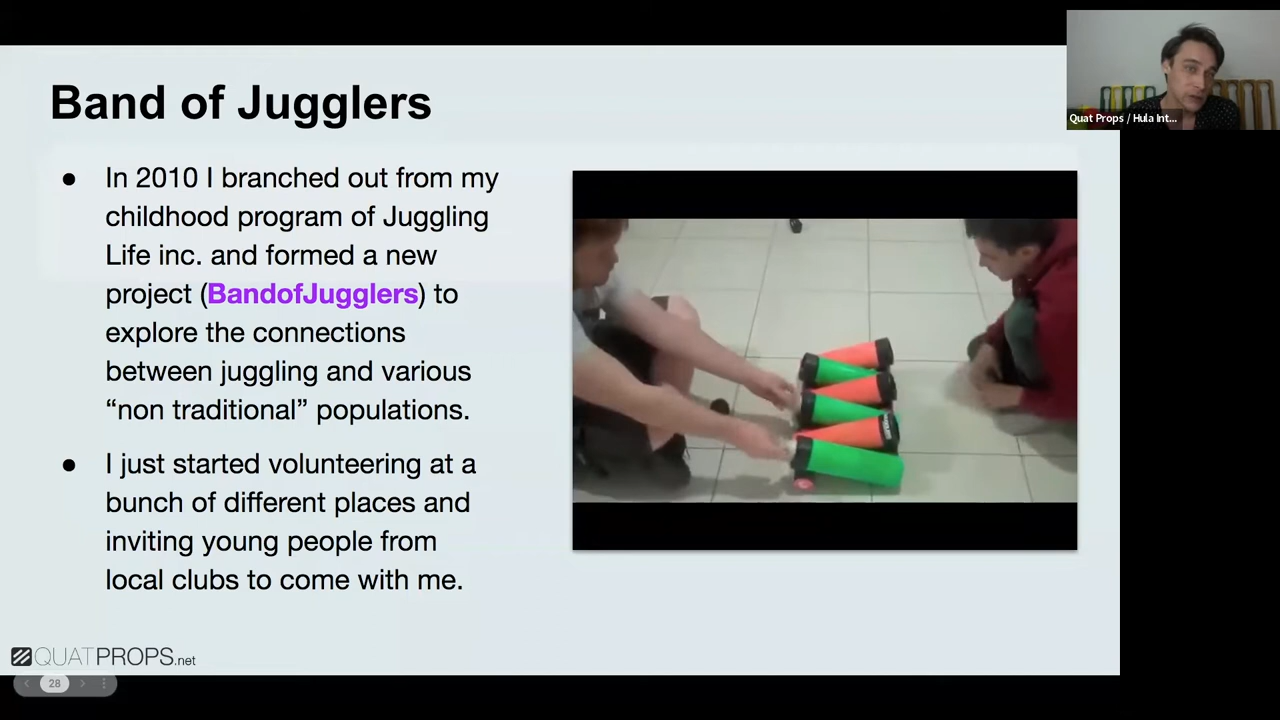 Band of Jugglers
Quat Props / Hula Int...
● In 2010 I branched out from my
childhood program of Juggling
Life inc. and formed a new
project (BandofJugglers) to
explore the connections
between juggling and various
“non traditional” populations.
● I just started volunteering at a
bunch of different places and
inviting young people from
local clubs to come with me.
QUATPROPS.net
28